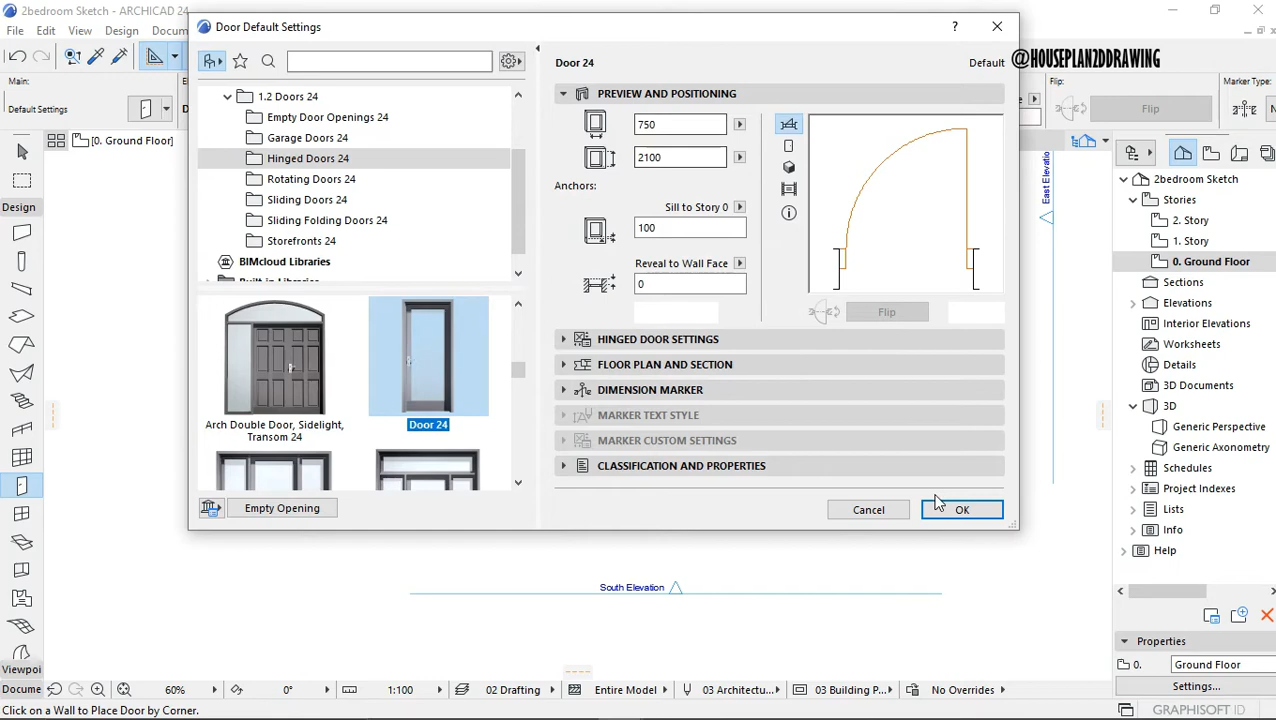 2bedroom Sketch - ARCHICAD 24
File Edit View Design Docum
Main:
Default Settings
[0. Ground Floor]
Design
Viewpoi
Docume
Door Default Settings
?
1.2 Doors 24
Empty Door Openings 24
Garage Doors 24
Hinged Doors 24
Rotating Doors 24
Sliding Doors 24
Sliding Folding Doors 24
Storefronts 24
BIMcloud Libraries
Arch Double Door, Sidelight,
Transom 24
Door 24
Empty Opening
Door 24
Default
PREVIEW AND POSITIONING
750
2100
Anchors:
Sill to Story 0
100
Reveal to Wall Face
0
Flip
HINGED DOOR SETTINGS
FLOOR PLAN AND SECTION
DIMENSION MARKER
MARKER TEXT STYLE
MARKER CUSTOM SETTINGS
CLASSIFICATION AND PROPERTIES
Cancel
OK
@HOUSEPLAN2DDRAWING
Flip:
Marker Type:
Flip
East Elevatio
South Elevation
2bedroom Sketch
Stories
2. Story
1. Story
0. Ground Floor
Sections
Elevations
Interior Elevations
Worksheets
Details
3D Documents
3D
Generic Perspective
Generic Axonometry
Schedules
Project Indexes
Lists
Info
Help
Properties
0.
Ground Floor
Settings...
60%
0°
1:100
02 Drafting
Entire Model
03 Architectu...
03 Building P...
No Overrides
Click on a Wall to Place Door by Corner.
GRAPHISOFT ID